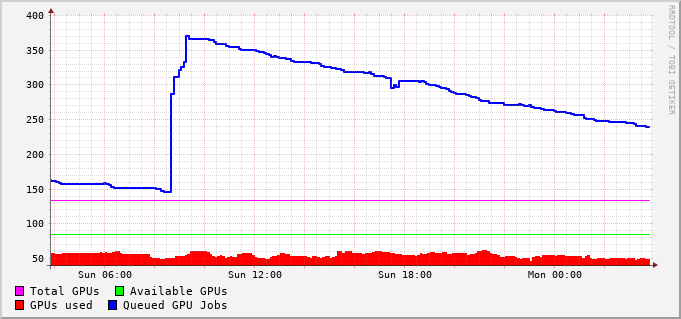 400
350
300
250
200
150
100
50
Sun 06:00 Sun 12:00 Sun 18:00 Mon 00:00
Total GPUs Available GPUs
GPUs used Queued GPU Jobs
RRDTOOL / TOBI OETIKER